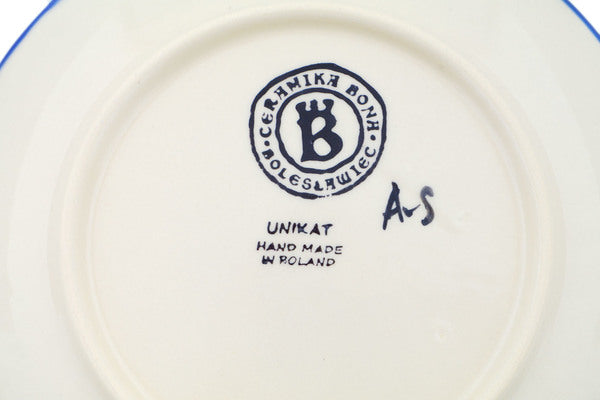 CERAMIKA BONA
B
BOLESŁAWIEC
A.S
UNIKAT
HAND MADE
IN POLAND